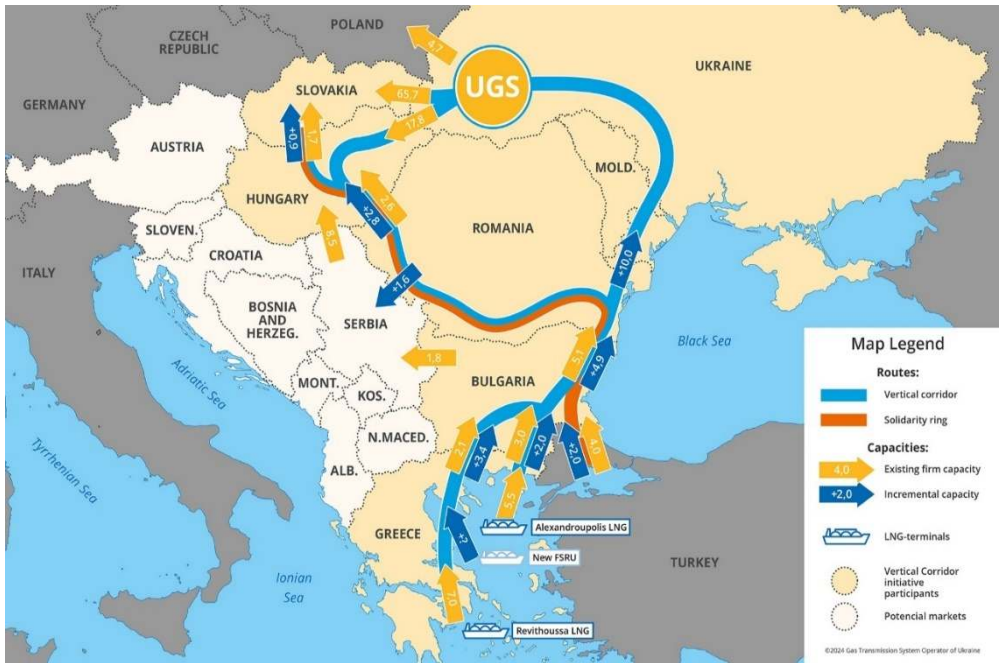 POLAND
CZECH
REPUBLIC
4,7
UGS
UKRAINE
SLOVAKIA
65,7
17,8
GERMANY
AUSTRIA
+0,9
1,7
MOLD.
HUNGARY
2,6
+2,8
SLOVEN.
8,5
ROMANIA
CROATIA
ITALY
+10,0
+1,6
BOSNIA
AND
HERZEG.
SERBIA
Black Sea
1,8
5,1
+4,9
Adriatic Sea
MONT.
KOS.
BULGARIA
N.MACED.
2,1
+3,4
3,0
+2,0
+2,0
4,0
ALB.
Tyrrhenian Sea
5,5
Alexandroupolis LNG
GREECE
+?
New FSRU
TURKEY
Ionian
Sea
7,0
Revithoussa LNG
Map Legend
Routes:
Vertical corridor
Solidarity ring
Capacities:
4,0 Existing firm capacity
+2,0 Incremental capacity
LNG-terminals
Vertical Corridor
initiative
participants
Potencial markets
©2024 Gas Transmission System Operator of Ukraine